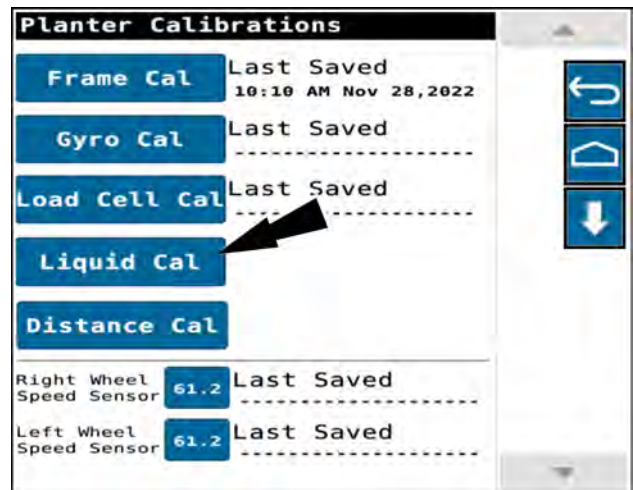 Planter Calibrations
Frame Cal
Last Saved
10:10 AM Nov 28,2022
Gyro Cal
Last Saved
--------------------
Load Cell Cal
Last Saved
--------------------
Liquid Cal
Distance Cal
Right Wheel
Speed Sensor
61.2
Last Saved
--------------------
Left Wheel
Speed Sensor
61.2
Last Saved
--------------------